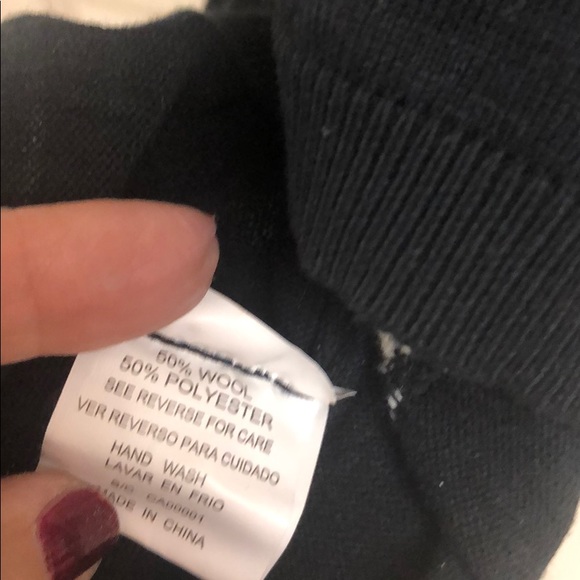 50% WOOL
50% POLYESTER
SEE REVERSE FOR CARE
VER REVERSO PARA CUIDADO
HAND WASH
LAVAR EN FRIO
S/C CA00001
MADE IN CHINA